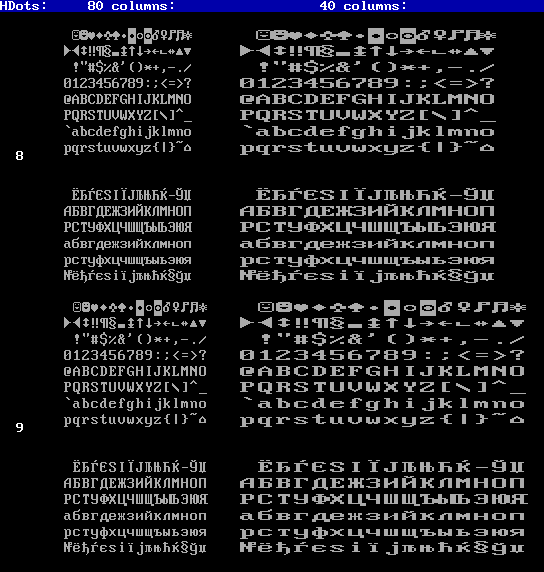 HDots: 80 columns: 40 columns:
☺☻♥♦♣♠•◘○◙♂♀♪♫☼ ☺☻♥♦♣♠•◘○◙♂♀♪♫☼
►◄↕‼¶§▬↨↑↓→←∟↔▲▼ ►◄↕‼¶§▬↨↑↓→←∟↔▲▼
!"#$%&'()*+,-./ !"#$%&'()*+,-./
0123456789:;<=>? 0123456789:;<=>?
@ABCDEFGHIJKLMNO @ABCDEFGHIJKLMNO
PQRSTUVWXYZ[\]^_ PQRSTUVWXYZ[\]^_
`abcdefghijklmno `abcdefghijklmno
8 pqrstuvwxyz{|}~⌂ pqrstuvwxyz{|}~⌂
ЁЂЃЄЅІЇЈЉЊЋЌ-ЎЏ ЁЂЃЄЅІЇЈЉЊЋЌ-ЎЏ
АБВГДЕЖЗИЙКЛМНОП АБВГДЕЖЗИЙКЛМНОП
РСТУФХЦЧШЩЪЫЬЭЮЯ РСТУФХЦЧШЩЪЫЬЭЮЯ
абвгдежзийклмноп абвгдежзийклмноп
рстуфхцчшщъыьэюя рстуфхцчшщъыьэюя
№ёђѓєѕіїјљњћќ§ўџ №ёђѓєѕіїјљњћќ§ўџ
☺☻♥♦♣♠•◘○◙♂♀♪♫☼ ☺☻♥♦♣♠•◘○◙♂♀♪♫☼
►◄↕‼¶§▬↨↑↓→←∟↔▲▼ ►◄↕‼¶§▬↨↑↓→←∟↔▲▼
!"#$%&'()*+,-./ !"#$%&'()*+,-./
0123456789:;<=>? 0123456789:;<=>?
@ABCDEFGHIJKLMNO @ABCDEFGHIJKLMNO
PQRSTUVWXYZ[\]^_ PQRSTUVWXYZ[\]^_
`abcdefghijklmno `abcdefghijklmno
9 pqrstuvwxyz{|}~⌂ pqrstuvwxyz{|}~⌂
ЁЂЃЄЅІЇЈЉЊЋЌ-ЎЏ ЁЂЃЄЅІЇЈЉЊЋЌ-ЎЏ
АБВГДЕЖЗИЙКЛМНОП АБВГДЕЖЗИЙКЛМНОП
РСТУФХЦЧШЩЪЫЬЭЮЯ РСТУФХЦЧШЩЪЫЬЭЮЯ
абвгдежзийклмноп абвгдежзийклмноп
рстуфхцчшщъыьэюя рстуфхцчшщъыьэюя
№ёђѓєѕіїјљњћќ§ўџ №ёђѓєѕіїјљњћќ§ўџ